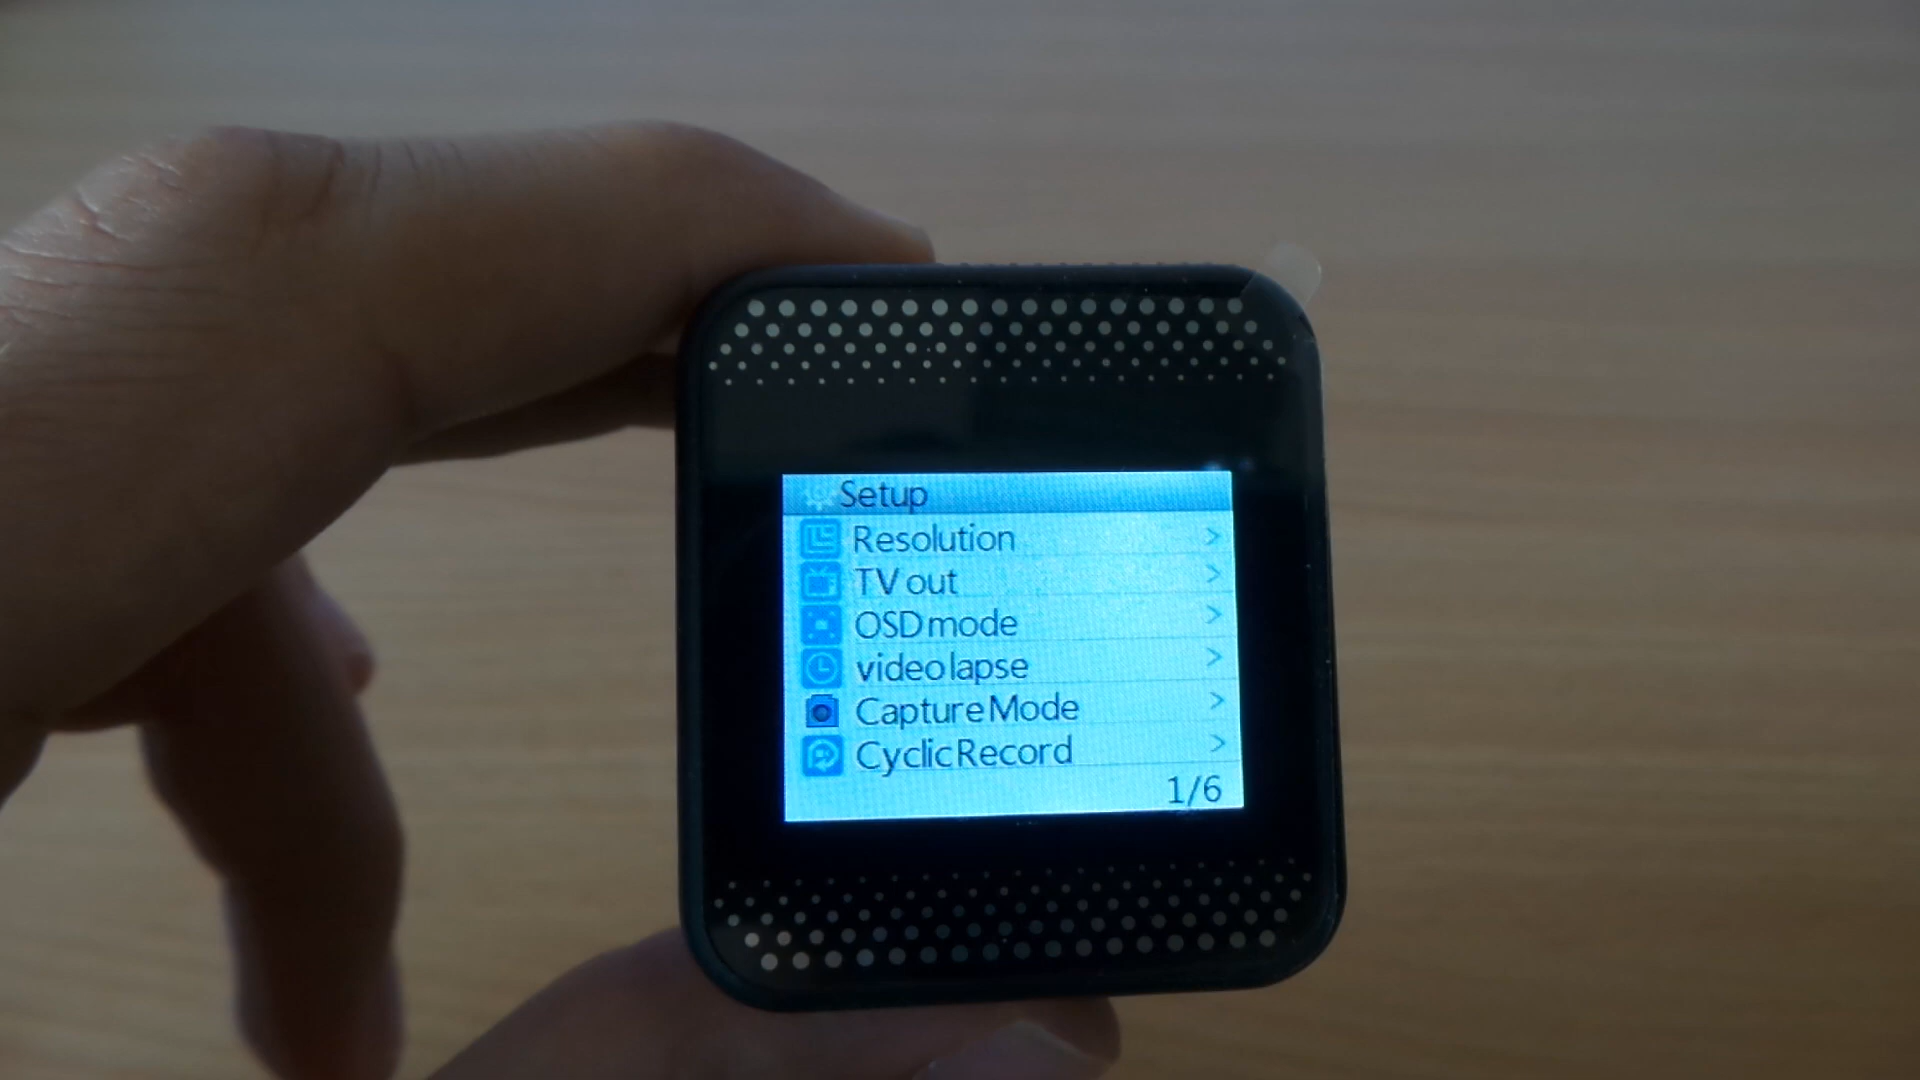 Setup
Resolution >
TV out >
OSD mode >
video lapse >
Capture Mode >
Cyclic Record >
1/6